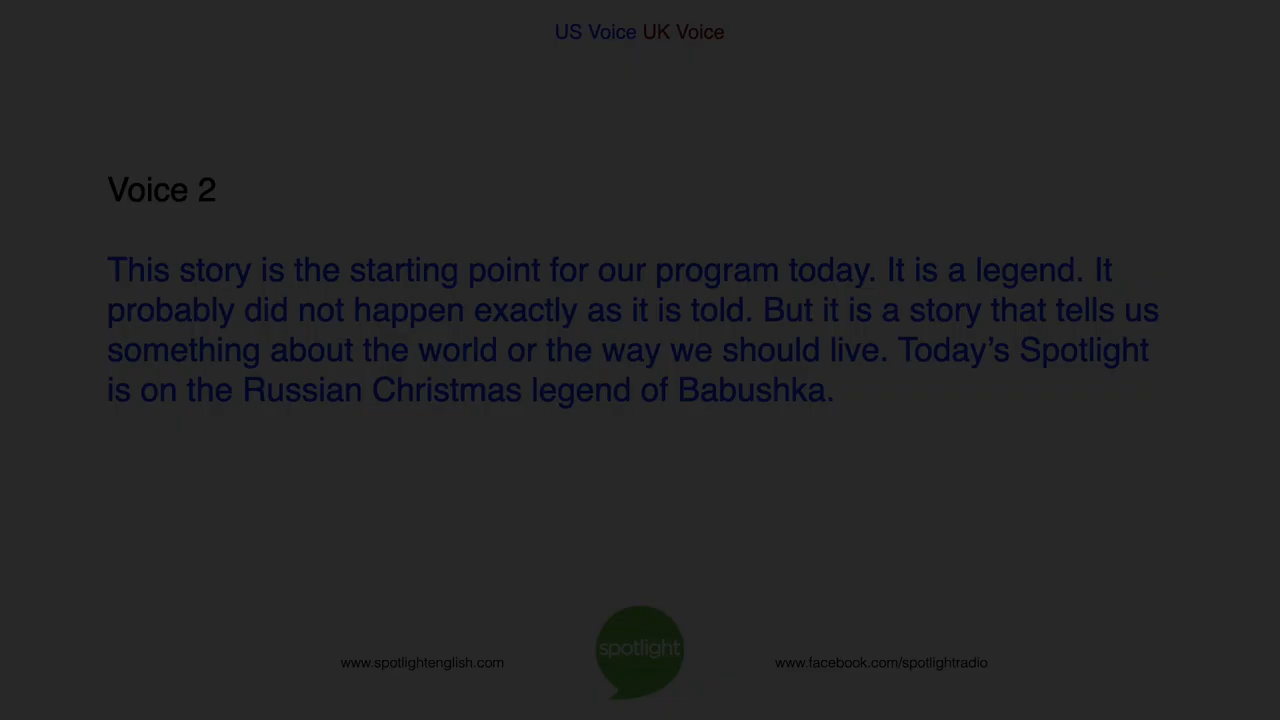 US Voice UK Voice
Voice 2
This story is the starting point for our program today. It is a legend. It
probably did not happen exactly as it is told. But it is a story that tells us
something about the world or the way we should live. Today’s Spotlight
is on the Russian Christmas legend of Babushka.
spotlight
www.spotlightenglish.com
www.facebook.com/spotlightradio